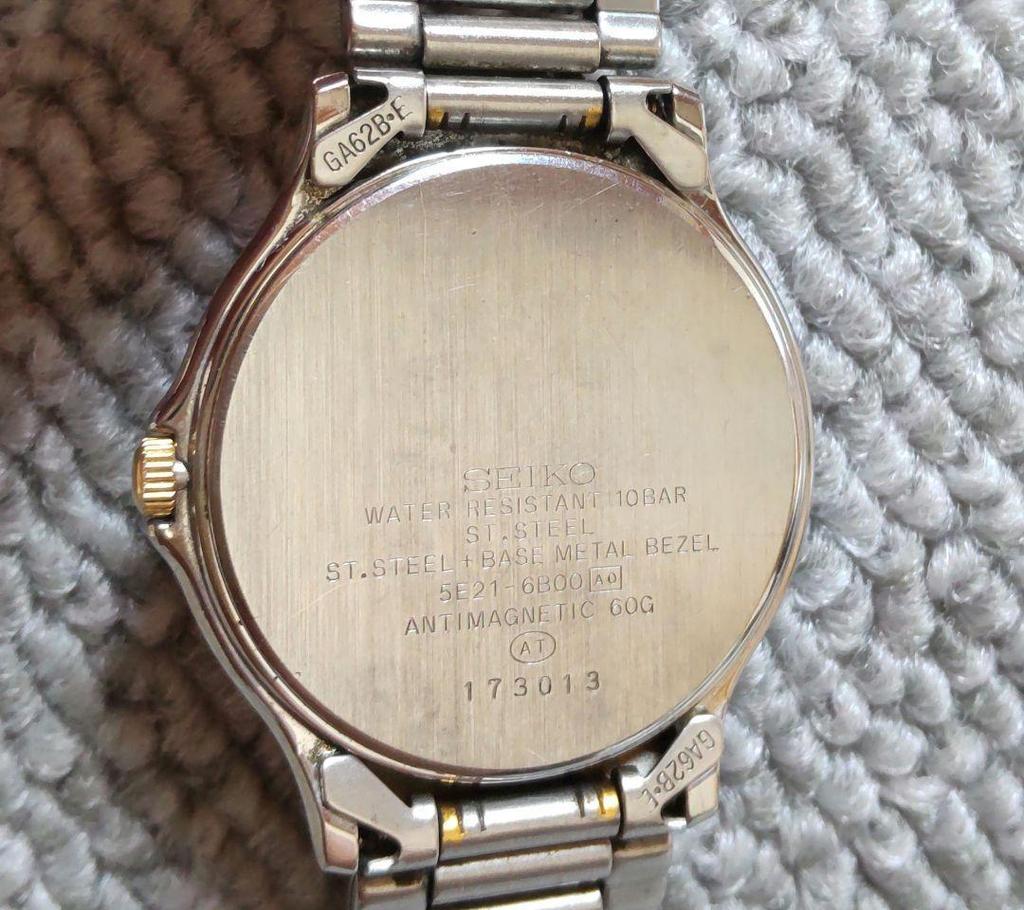 GA62B·E
SEIKO
WATER RESISTANT 10BAR
ST.STEEL
ST.STEEL + BASE METAL BEZEL
5E21-6B00 A0
ANTIMAGNETIC 60G
AT
173013
GA62B·E